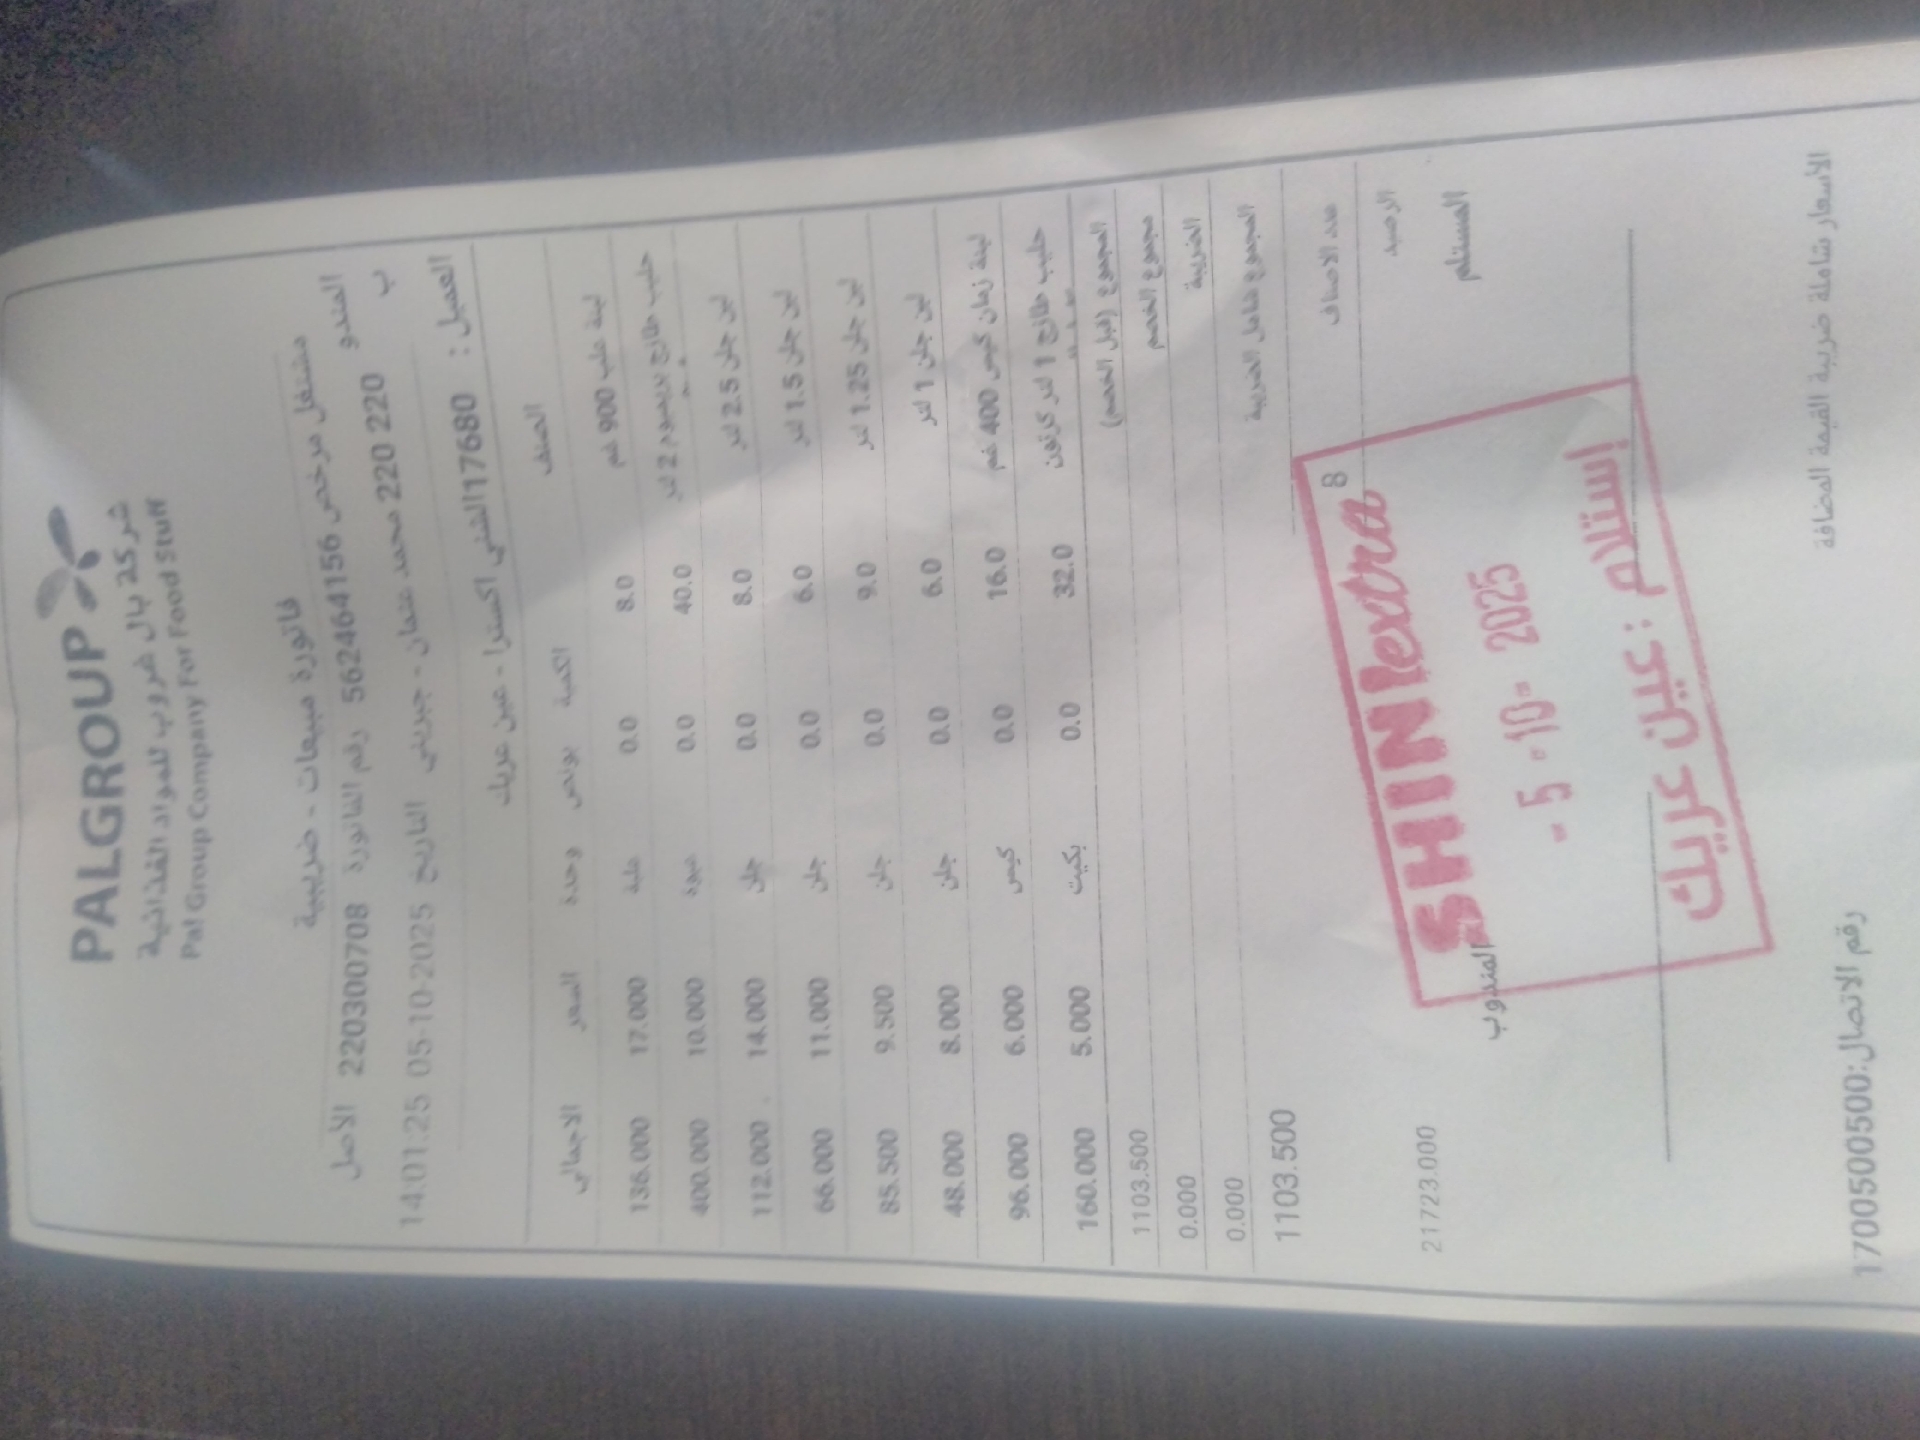 PALGROUP
شركة بال غروب للمواد الغذائية
Pal Group Company For Food Stuff
فاتورة مبيعات - ضريبية
مشتغل مرخص 562464156 رقم الفاتورة 220300708 الأصل
المندو ب 220 220 محمد عثمان - جبريني التاريخ 05-10-2025 14:01:25
العميل : 17680الشني اكسترا - عين عريك
الصنف الكمية بونص وحدة السعر الاجمالي
لبنة علب 900 غم 8.0 0.0 علبة 17.000 136.000
حليب طازج بريميوم 2 لتر 40.0 0.0 عبوة 10.000 400.000
لبن جلن 2.5 لتر 8.0 0.0 جلن 14.000 112.000
لبن جلن 1.5 لتر 6.0 0.0 جلن 11.000 66.000
لبن جلن 1.25 لتر 9.0 0.0 جلن 9.500 85.500
لبن جلن 1 لتر 6.0 0.0 جلن 8.000 48.000
لبنة زمان كيس 400 غم 16.0 0.0 كيس 6.000 96.000
حليب طازج 1 لتر كرتون 32.0 0.0 بكيت 5.000 160.000
المجموع (قبل الخصم) 1103.500
مجموع الخصم 0.000
الضريبة 0.000
المجموع شامل الضريبة 1103.500
عدد الاصناف 8
الرصيد 21723.000
المستلم المندوب
SHINIextra
- 5 -10- 2025
إستلام : عين عريك
الأسعار شاملة ضريبة القيمة المضافة رقم الاتصال:1700500500